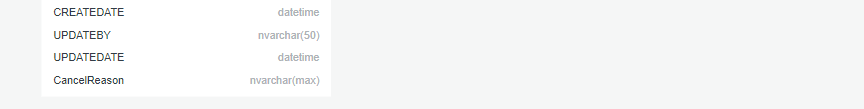 CREATEDATE datetime
UPDATEBY nvarchar(50)
UPDATEDATE datetime
CancelReason nvarchar(max)